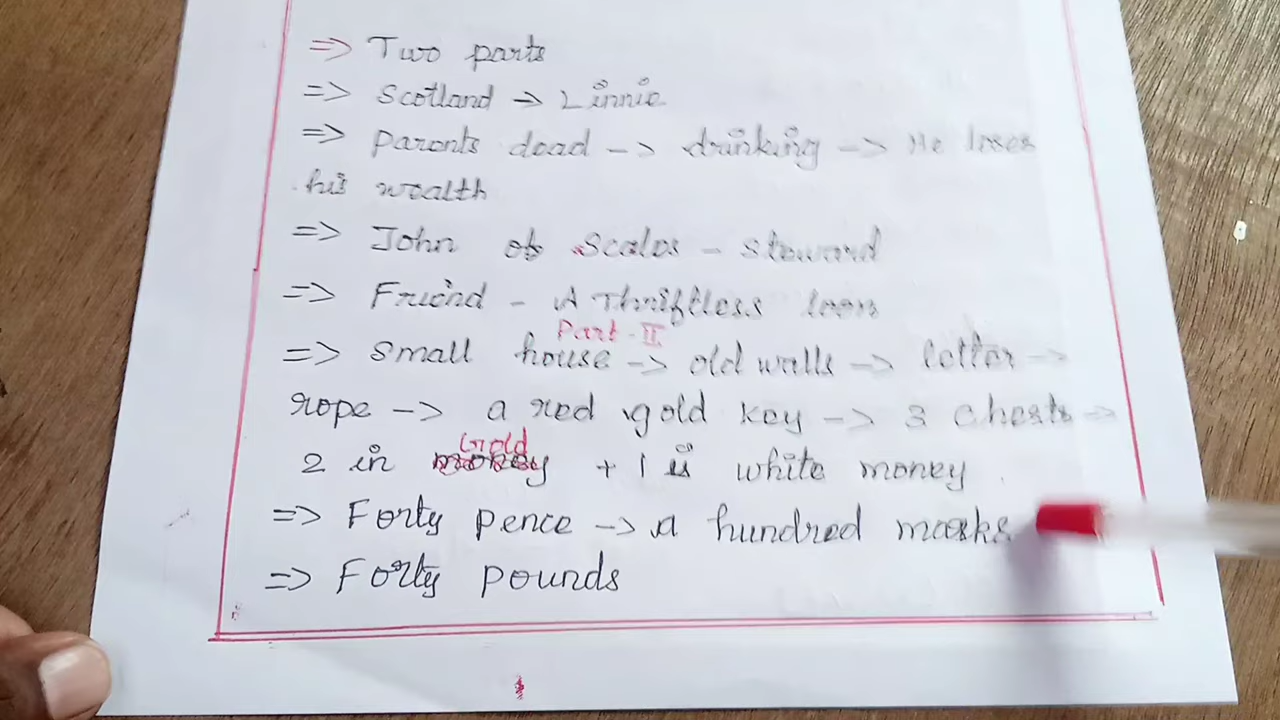 => Two parts
=> Scotland -> Linnie
=> Parents dead -> drinking -> He loses
his wealth
=> John of Scales - steward
=> Friend - A Thriftless loon
Part-II
=> Small house -> old walls -> letter ->
rope -> a red gold key -> 3 chests ->
Gold
2 in money + 1 is white money.
=> Forty pence -> a hundred marks
=> Forty pounds